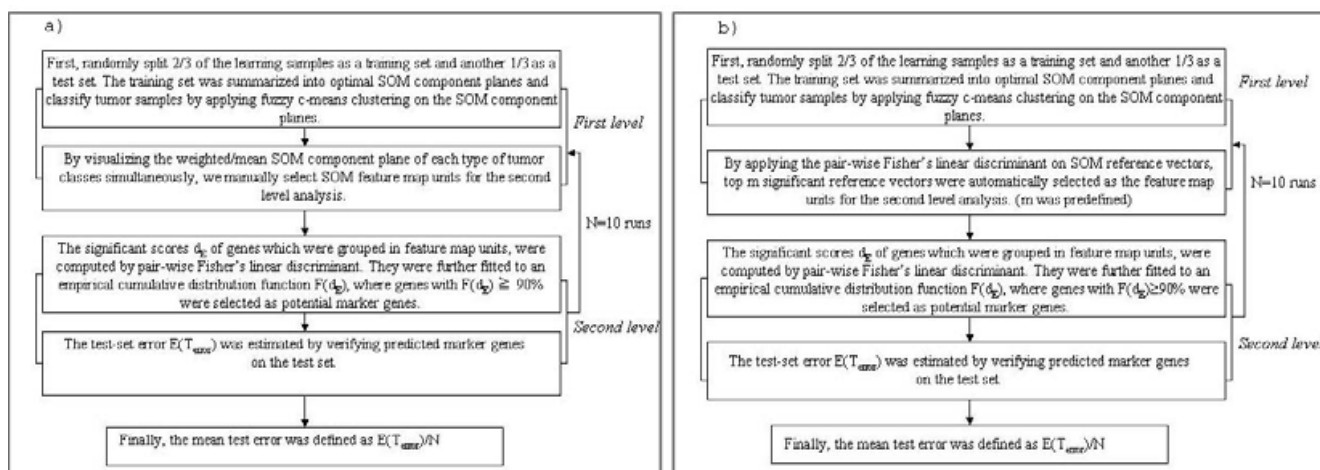 a)
First, randomly split 2/3 of the learning samples as a training set and another 1/3 as a
test set. The training set was summarized into optimal SOM component planes and
classify tumor samples by applying fuzzy c-means clustering on the SOM component
planes.
First level
By visualizing the weighted/mean SOM component plane of each type of tumor
classes simultaneously, we manually select SOM feature map units for the second
level analysis.
N=10 runs
The significant scores d_E of genes which were grouped in feature map units, were
computed by pair-wise Fisher's linear discriminant. They were further fitted to an
empirical cumulative distribution function F(d_E), where genes with F(d_E) ≧ 90%
were selected as potential marker genes.
Second level
The test-set error E(T_error) was estimated by verifying predicted marker genes
on the test set.
Finally, the mean test error was defined as E(T_error)/N
b)
First, randomly split 2/3 of the learning samples as a training set and another 1/3 as a
test set. The training set was summarized into optimal SOM component planes and
classify tumor samples by applying fuzzy c-means clustering on the SOM component
planes.
First level
By applying the pair-wise Fisher's linear discriminant on SOM reference vectors,
top m significant reference vectors were automatically selected as the feature map
units for the second level analysis. (m was predefined)
N=10 runs
The significant scores d_E of genes which were grouped in feature map units, were
computed by pair-wise Fisher's linear discriminant. They were further fitted to an
empirical cumulative distribution function F(d_E), where genes with F(d_E)≥90% were
selected as potential marker genes.
Second level
The test-set error E(T_error) was estimated by verifying predicted marker genes
on the test set
Finally, the mean test error was defined as E(T_error)/N